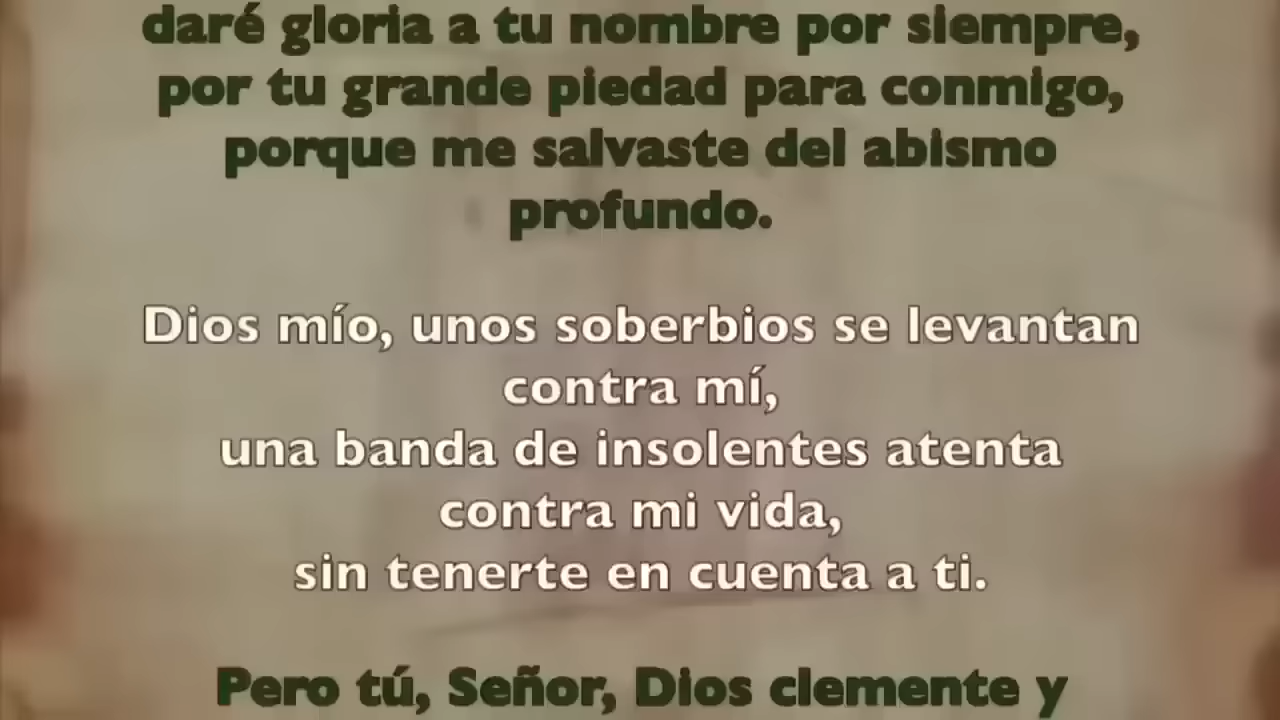 daré gloria a tu nombre por siempre,
por tu grande piedad para conmigo,
porque me salvaste del abismo
profundo.
Dios mío, unos soberbios se levantan
contra mí,
una banda de insolentes atenta
contra mi vida,
sin tenerte en cuenta a ti.
Pero tú, Señor, Dios clemente y